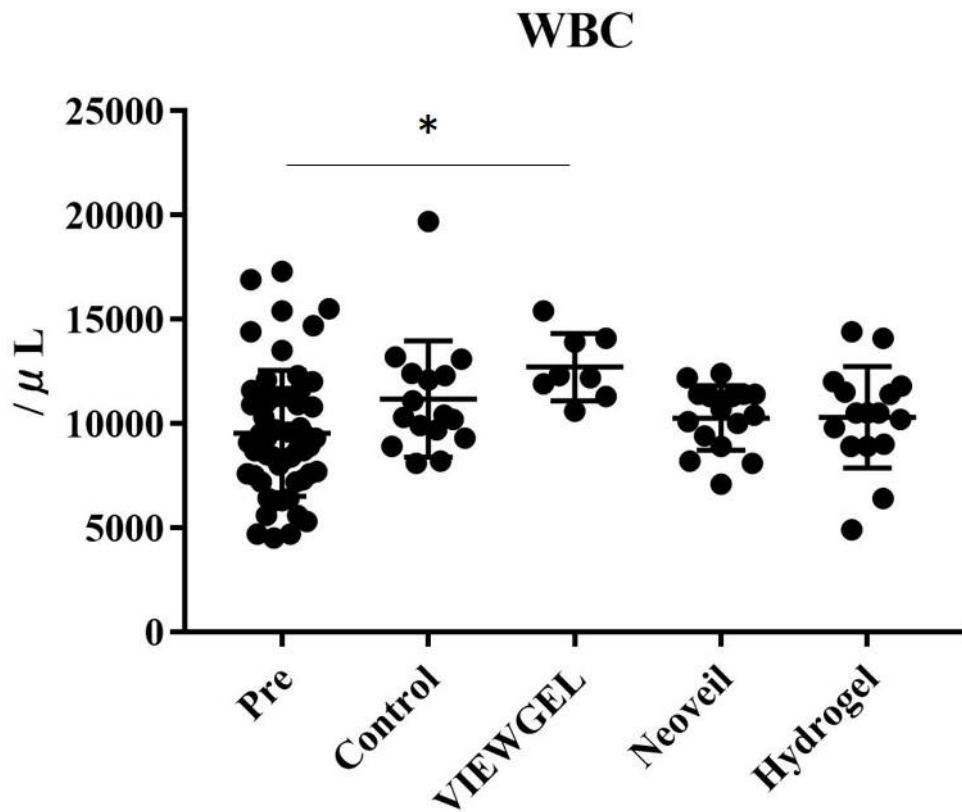 WBC
*
25000
20000
15000
10000
5000
0
/ μ L
Pre
Control
VIEWGEL
Neoveil
Hydrogel